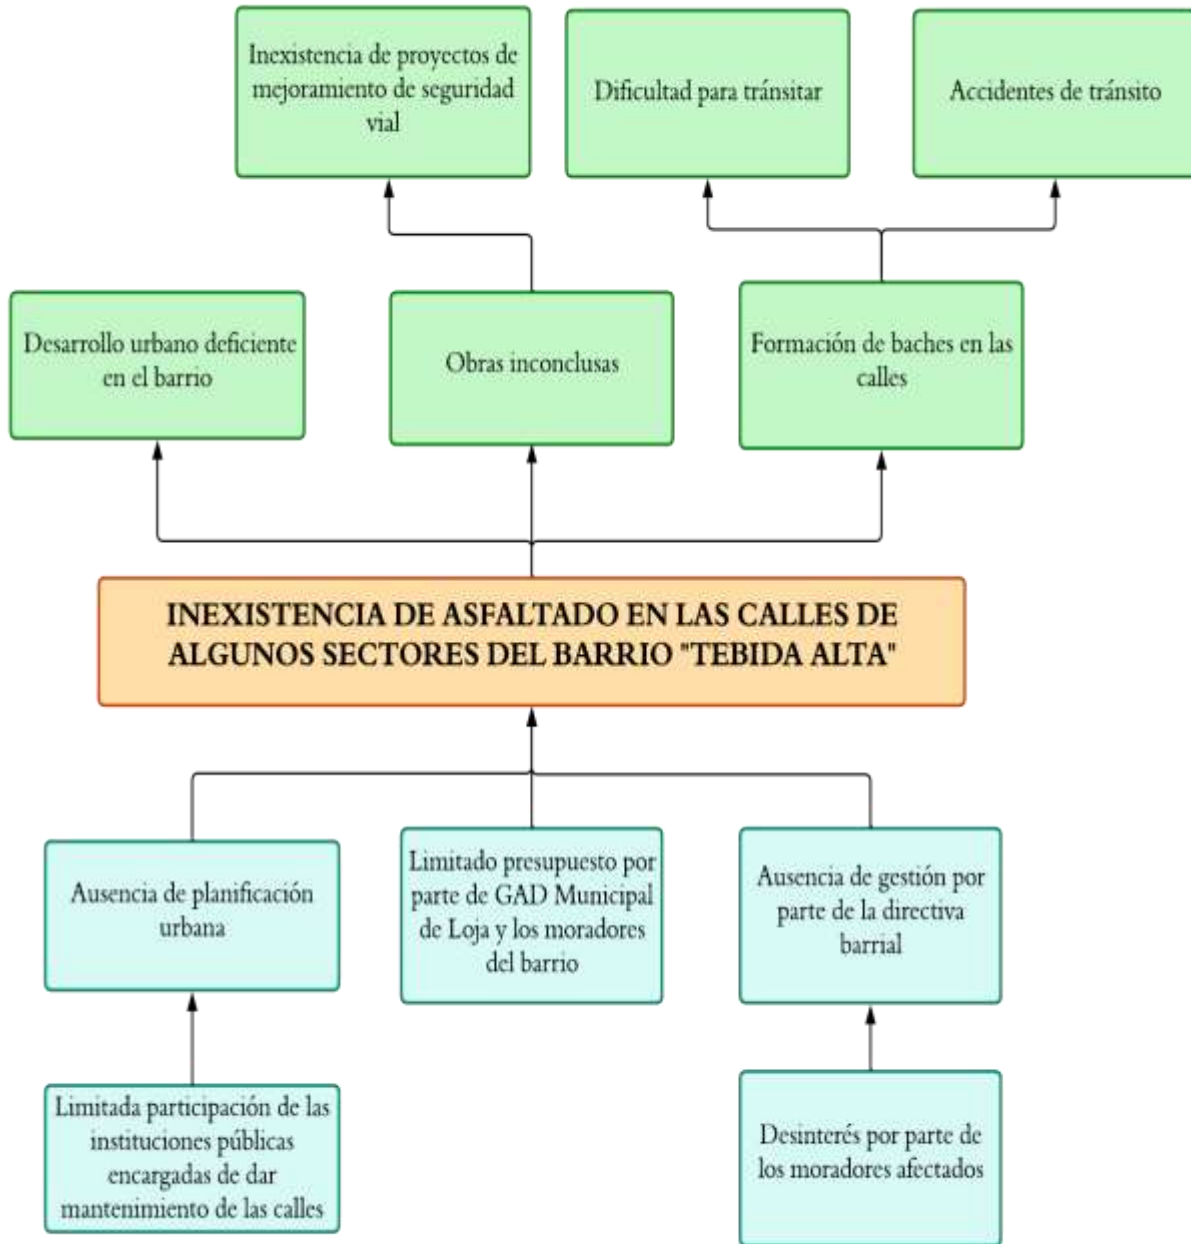 Inexistencia de proyectos de
mejoramiento de seguridad
vial
Dificultad para tránsitar
Accidentes de tránsito
Desarrollo urbano deficiente
en el barrio
Obras inconclusas
Formación de baches en las
calles
INEXISTENCIA DE ASFALTADO EN LAS CALLES DE
ALGUNOS SECTORES DEL BARRIO "TEBIDA ALTA"
Ausencia de planificación
urbana
Limitado presupuesto por
parte de GAD Municipal
de Loja y los moradores
del barrio
Ausencia de gestión por
parte de la directiva
barrial
Limitada participación de las
instituciones públicas
encargadas de dar
mantenimiento de las calles
Desinterés por parte de
los moradores afectados